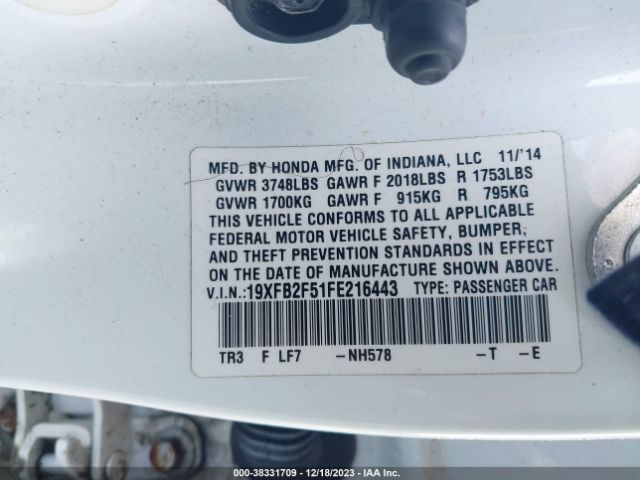 MFD. BY HONDA MFG. OF INDIANA, LLC 11/'14
GVWR 3748LBS GAWR F 2018LBS R 1753LBS
GVWR 1700KG GAWR F 915KG R 795KG
THIS VEHICLE CONFORMS TO ALL APPLICABLE
FEDERAL MOTOR VEHICLE SAFETY, BUMPER,
AND THEFT PREVENTION STANDARDS IN EFFECT
ON THE DATE OF MANUFACTURE SHOWN ABOVE.
V.I.N.:19XFB2F51FE216443 TYPE: PASSENGER CAR
TR3 F LF7 -NH578 -T -E
000-38331709 - 12/18/2023 - IAA Inc.